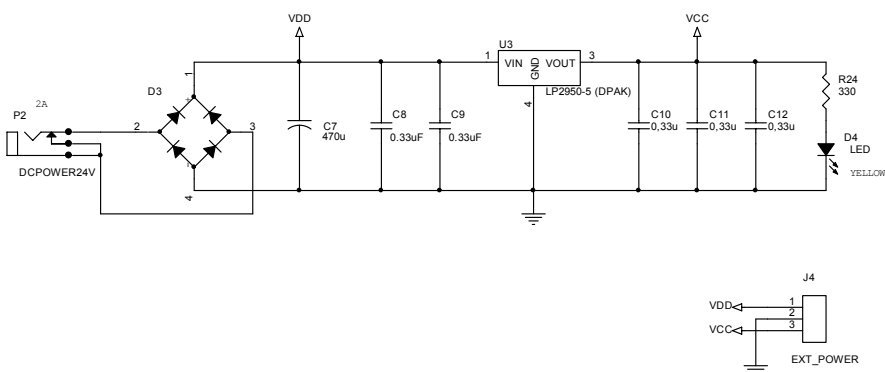 VDD
VCC
U3
1
VIN
GND
VOUT
3
4
LP2950-5 (DPAK)
1
D3
P2
2A
2
3
4
+
-
DCPOWER24V
C7
470u
C8
0.33uF
C9
0.33uF
C10
0,33u
C11
0,33u
C12
0,33u
R24
330
D4
LED
YELLOW
J4
VDD
1
2
VCC
3
EXT_POWER